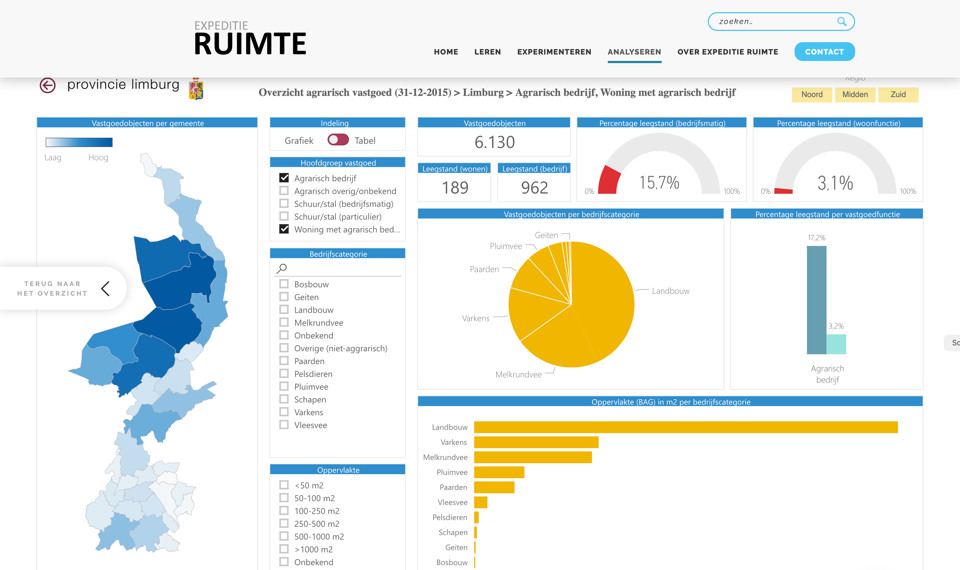 EXPEDITIE
RUIMTE
zoeken..
HOME LEREN EXPERIMENTEREN ANALYSEREN OVER EXPEDITIE RUIMTE CONTACT
provincie limburg
Overzicht agrarisch vastgoed (31-12-2015) > Limburg > Agrarisch bedrijf, Woning met agrarisch bedrijf
Regio
Noord Midden Zuid
Vastgoedobjecten per gemeente
Laag Hoog
TERUG NAAR
HET OVERZICHT
Indeling
Grafiek Tabel
Hoofdgroep vastgoed
Agrarisch bedrijf
Agrarisch overig/onbekend
Schuur/stal (bedrijfsmatig)
Schuur/stal (particulier)
Woning met agrarisch bed...
Bedrijfscategorie
Bosbouw
Geiten
Landbouw
Melkrundvee
Onbekend
Overige (niet-aggrarisch)
Paarden
Pelsdieren
Pluimvee
Schapen
Varkens
Vleesvee
Oppervlakte
<50 m2
50-100 m2
100-250 m2
250-500 m2
500-1000 m2
>1000 m2
Onbekend
Vastgoedobjecten
6.130
Leegstand (wonen)
189
Leegstand (bedrijf)
962
Percentage leegstand (bedrijfsmatig)
15,7%
0% 100%
Percentage leegstand (woonfunctie)
3,1%
0% 100%
Vastgoedobjecten per bedrijfscategorie
Geiten
Pluimvee
Paarden
Landbouw
Varkens
Melkrundvee
Percentage leegstand per vastgoedfunctie
17,2%
3,2%
Agrarisch
bedrijf
Sc
Oppervlakte (BAG) in m2 per bedrijfscategorie
Landbouw
Varkens
Melkrundvee
Pluimvee
Paarden
Vleesvee
Pelsdieren
Schapen
Geiten
Bosbouw